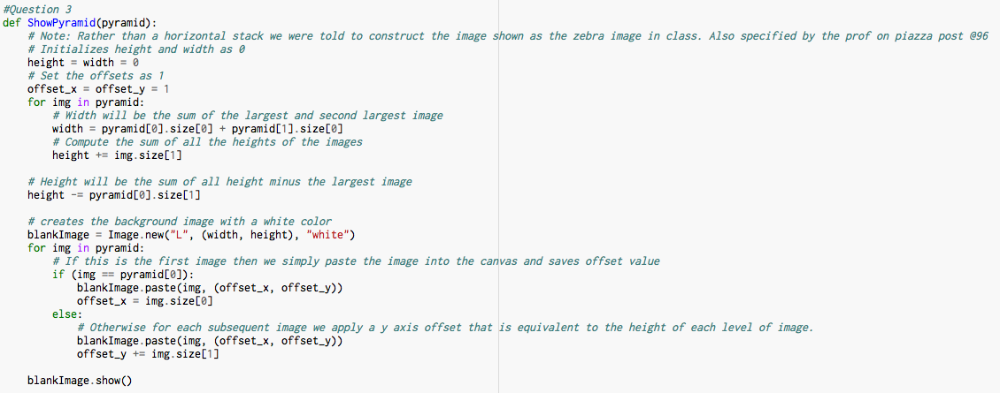 #Question 3
def ShowPyramid(pyramid):
    # Note: Rather than a horizontal stack we were told to construct the image shown as the zebra image in class. Also specified by the prof on piazza post @96
    # Initializes height and width as 0
    height = width = 0
    # Set the offsets as 1
    offset_x = offset_y = 1
    for img in pyramid:
        # Width will be the sum of the largest and second largest image
        width = pyramid[0].size[0] + pyramid[1].size[0]
        # Compute the sum of all the heights of the images
        height += img.size[1]

    # Height will be the sum of all height minus the largest image
    height -= pyramid[0].size[1]

    # creates the background image with a white color
    blankImage = Image.new("L", (width, height), "white")
    for img in pyramid:
        # If this is the first image then we simply paste the image into the canvas and saves offset value
        if (img == pyramid[0]):
            blankImage.paste(img, (offset_x, offset_y))
            offset_x = img.size[0]
        else:
            # Otherwise for each subsequent image we apply a y axis offset that is equivalent to the height of each level of image.
            blankImage.paste(img, (offset_x, offset_y))
            offset_y += img.size[1]

    blankImage.show()